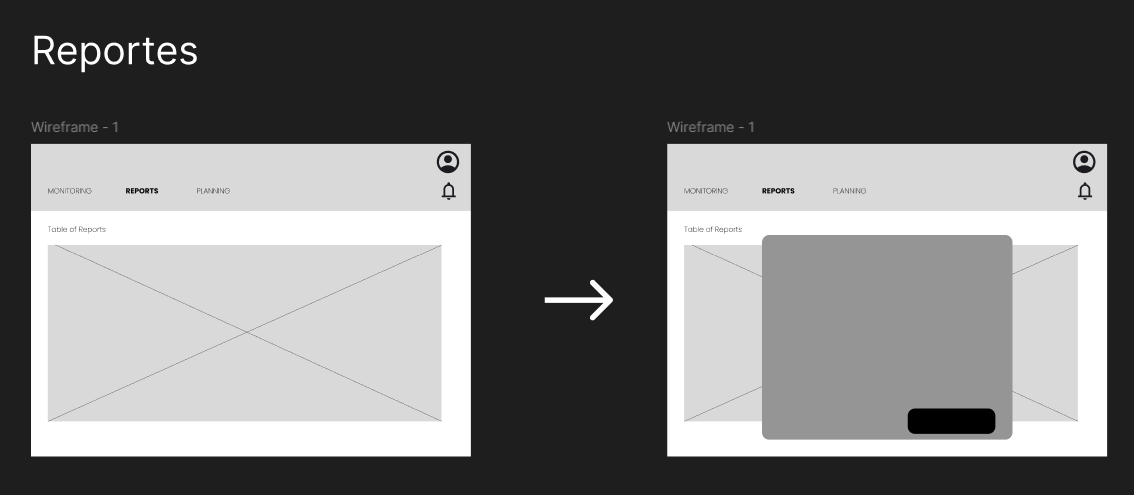 Reportes
Wireframe - 1
MONITORING REPORTS PLANNING
Table of Reports
Wireframe - 1
MONITORING REPORTS PLANNING
Table of Reports